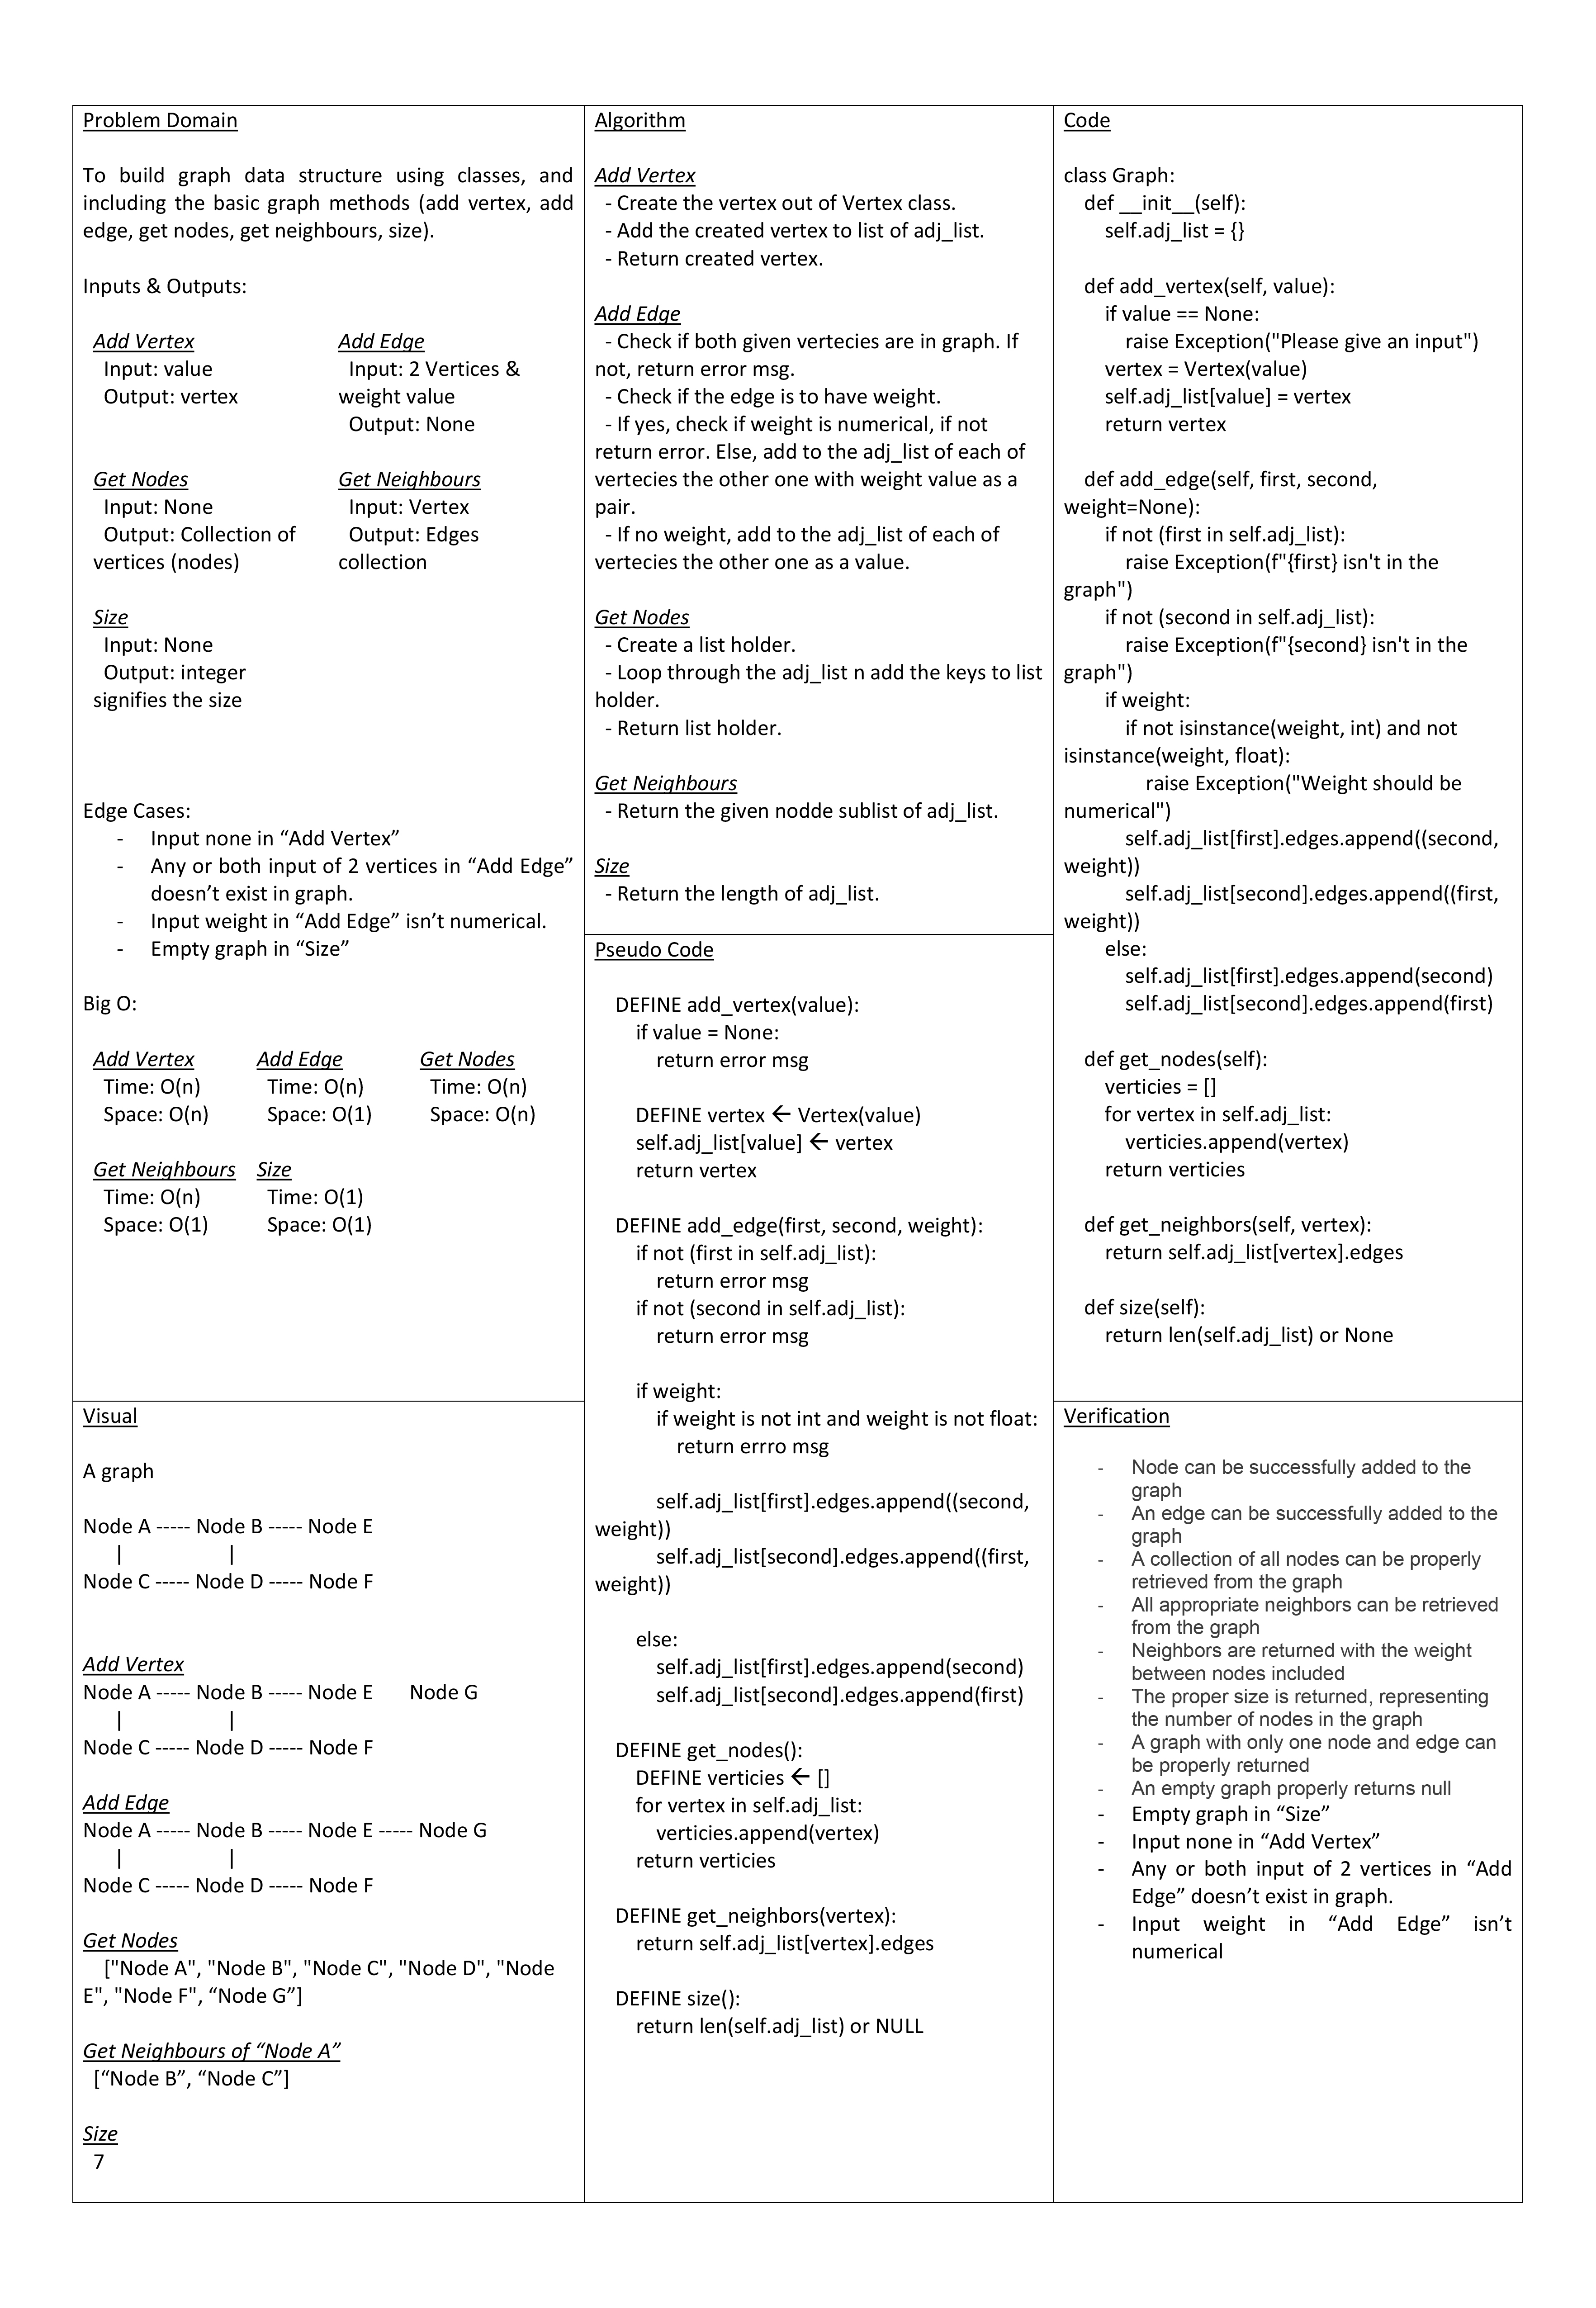 Problem Domain
To build graph data structure using classes, and
including the basic graph methods (add vertex, add
edge, get nodes, get neighbours, size).
Inputs & Outputs:
Add Vertex
Input: value
Output: vertex
Add Edge
Input: 2 Vertices &
weight value
Output: None
Get Nodes
Input: None
Output: Collection of
vertices (nodes)
Get Neighbours
Input: Vertex
Output: Edges
collection
Size
Input: None
Output: integer
signifies the size
Edge Cases:
- Input none in “Add Vertex”
- Any or both input of 2 vertices in “Add Edge”
doesn’t exist in graph.
- Input weight in “Add Edge” isn’t numerical.
- Empty graph in “Size”
Big O:
Add Vertex
Time: O(n)
Space: O(n)
Add Edge
Time: O(n)
Space: O(1)
Get Nodes
Time: O(n)
Space: O(n)
Get Neighbours
Time: O(n)
Space: O(1)
Size
Time: O(1)
Space: O(1)
Visual
A graph
Node A ----- Node B ----- Node E
| |
Node C ----- Node D ----- Node F
Add Vertex
Node A ----- Node B ----- Node E Node G
| |
Node C ----- Node D ----- Node F
Add Edge
Node A ----- Node B ----- Node E ----- Node G
| |
Node C ----- Node D ----- Node F
Get Nodes
["Node A", "Node B", "Node C", "Node D", "Node
E", "Node F", “Node G”]
Get Neighbours of “Node A”
[“Node B”, “Node C”]
Size
7
Algorithm
Add Vertex
- Create the vertex out of Vertex class.
- Add the created vertex to list of adj_list.
- Return created vertex.
Add Edge
- Check if both given vertecies are in graph. If
not, return error msg.
- Check if the edge is to have weight.
- If yes, check if weight is numerical, if not
return error. Else, add to the adj_list of each of
vertecies the other one with weight value as a
pair.
- If no weight, add to the adj_list of each of
vertecies the other one as a value.
Get Nodes
- Create a list holder.
- Loop through the adj_list n add the keys to list
holder.
- Return list holder.
Get Neighbours
- Return the given nodde sublist of adj_list.
Size
- Return the length of adj_list.
Pseudo Code
DEFINE add_vertex(value):
if value = None:
return error msg
DEFINE vertex ← Vertex(value)
self.adj_list[value] ← vertex
return vertex
DEFINE add_edge(first, second, weight):
if not (first in self.adj_list):
return error msg
if not (second in self.adj_list):
return error msg
if weight:
if weight is not int and weight is not float:
return errro msg
self.adj_list[first].edges.append((second,
weight))
self.adj_list[second].edges.append((first,
weight))
else:
self.adj_list[first].edges.append(second)
self.adj_list[second].edges.append(first)
DEFINE get_nodes():
DEFINE verticies ← []
for vertex in self.adj_list:
verticies.append(vertex)
return verticies
DEFINE get_neighbors(vertex):
return self.adj_list[vertex].edges
DEFINE size():
return len(self.adj_list) or NULL
Code
class Graph:
def __init__(self):
self.adj_list = {}
def add_vertex(self, value):
if value == None:
raise Exception("Please give an input")
vertex = Vertex(value)
self.adj_list[value] = vertex
return vertex
def add_edge(self, first, second,
weight=None):
if not (first in self.adj_list):
raise Exception(f"{first} isn't in the
graph")
if not (second in self.adj_list):
raise Exception(f"{second} isn't in the
graph")
if weight:
if not isinstance(weight, int) and not
isinstance(weight, float):
raise Exception("Weight should be
numerical")
self.adj_list[first].edges.append((second,
weight))
self.adj_list[second].edges.append((first,
weight))
else:
self.adj_list[first].edges.append(second)
self.adj_list[second].edges.append(first)
def get_nodes(self):
verticies = []
for vertex in self.adj_list:
verticies.append(vertex)
return verticies
def get_neighbors(self, vertex):
return self.adj_list[vertex].edges
def size(self):
return len(self.adj_list) or None
Verification
- Node can be successfully added to the
graph
- An edge can be successfully added to the
graph
- A collection of all nodes can be properly
retrieved from the graph
- All appropriate neighbors can be retrieved
from the graph
- Neighbors are returned with the weight
between nodes included
- The proper size is returned, representing
the number of nodes in the graph
- A graph with only one node and edge can
be properly returned
- An empty graph properly returns null
- Empty graph in “Size”
- Input none in “Add Vertex”
- Any or both input of 2 vertices in “Add
Edge” doesn’t exist in graph.
- Input weight in “Add Edge” isn’t
numerical